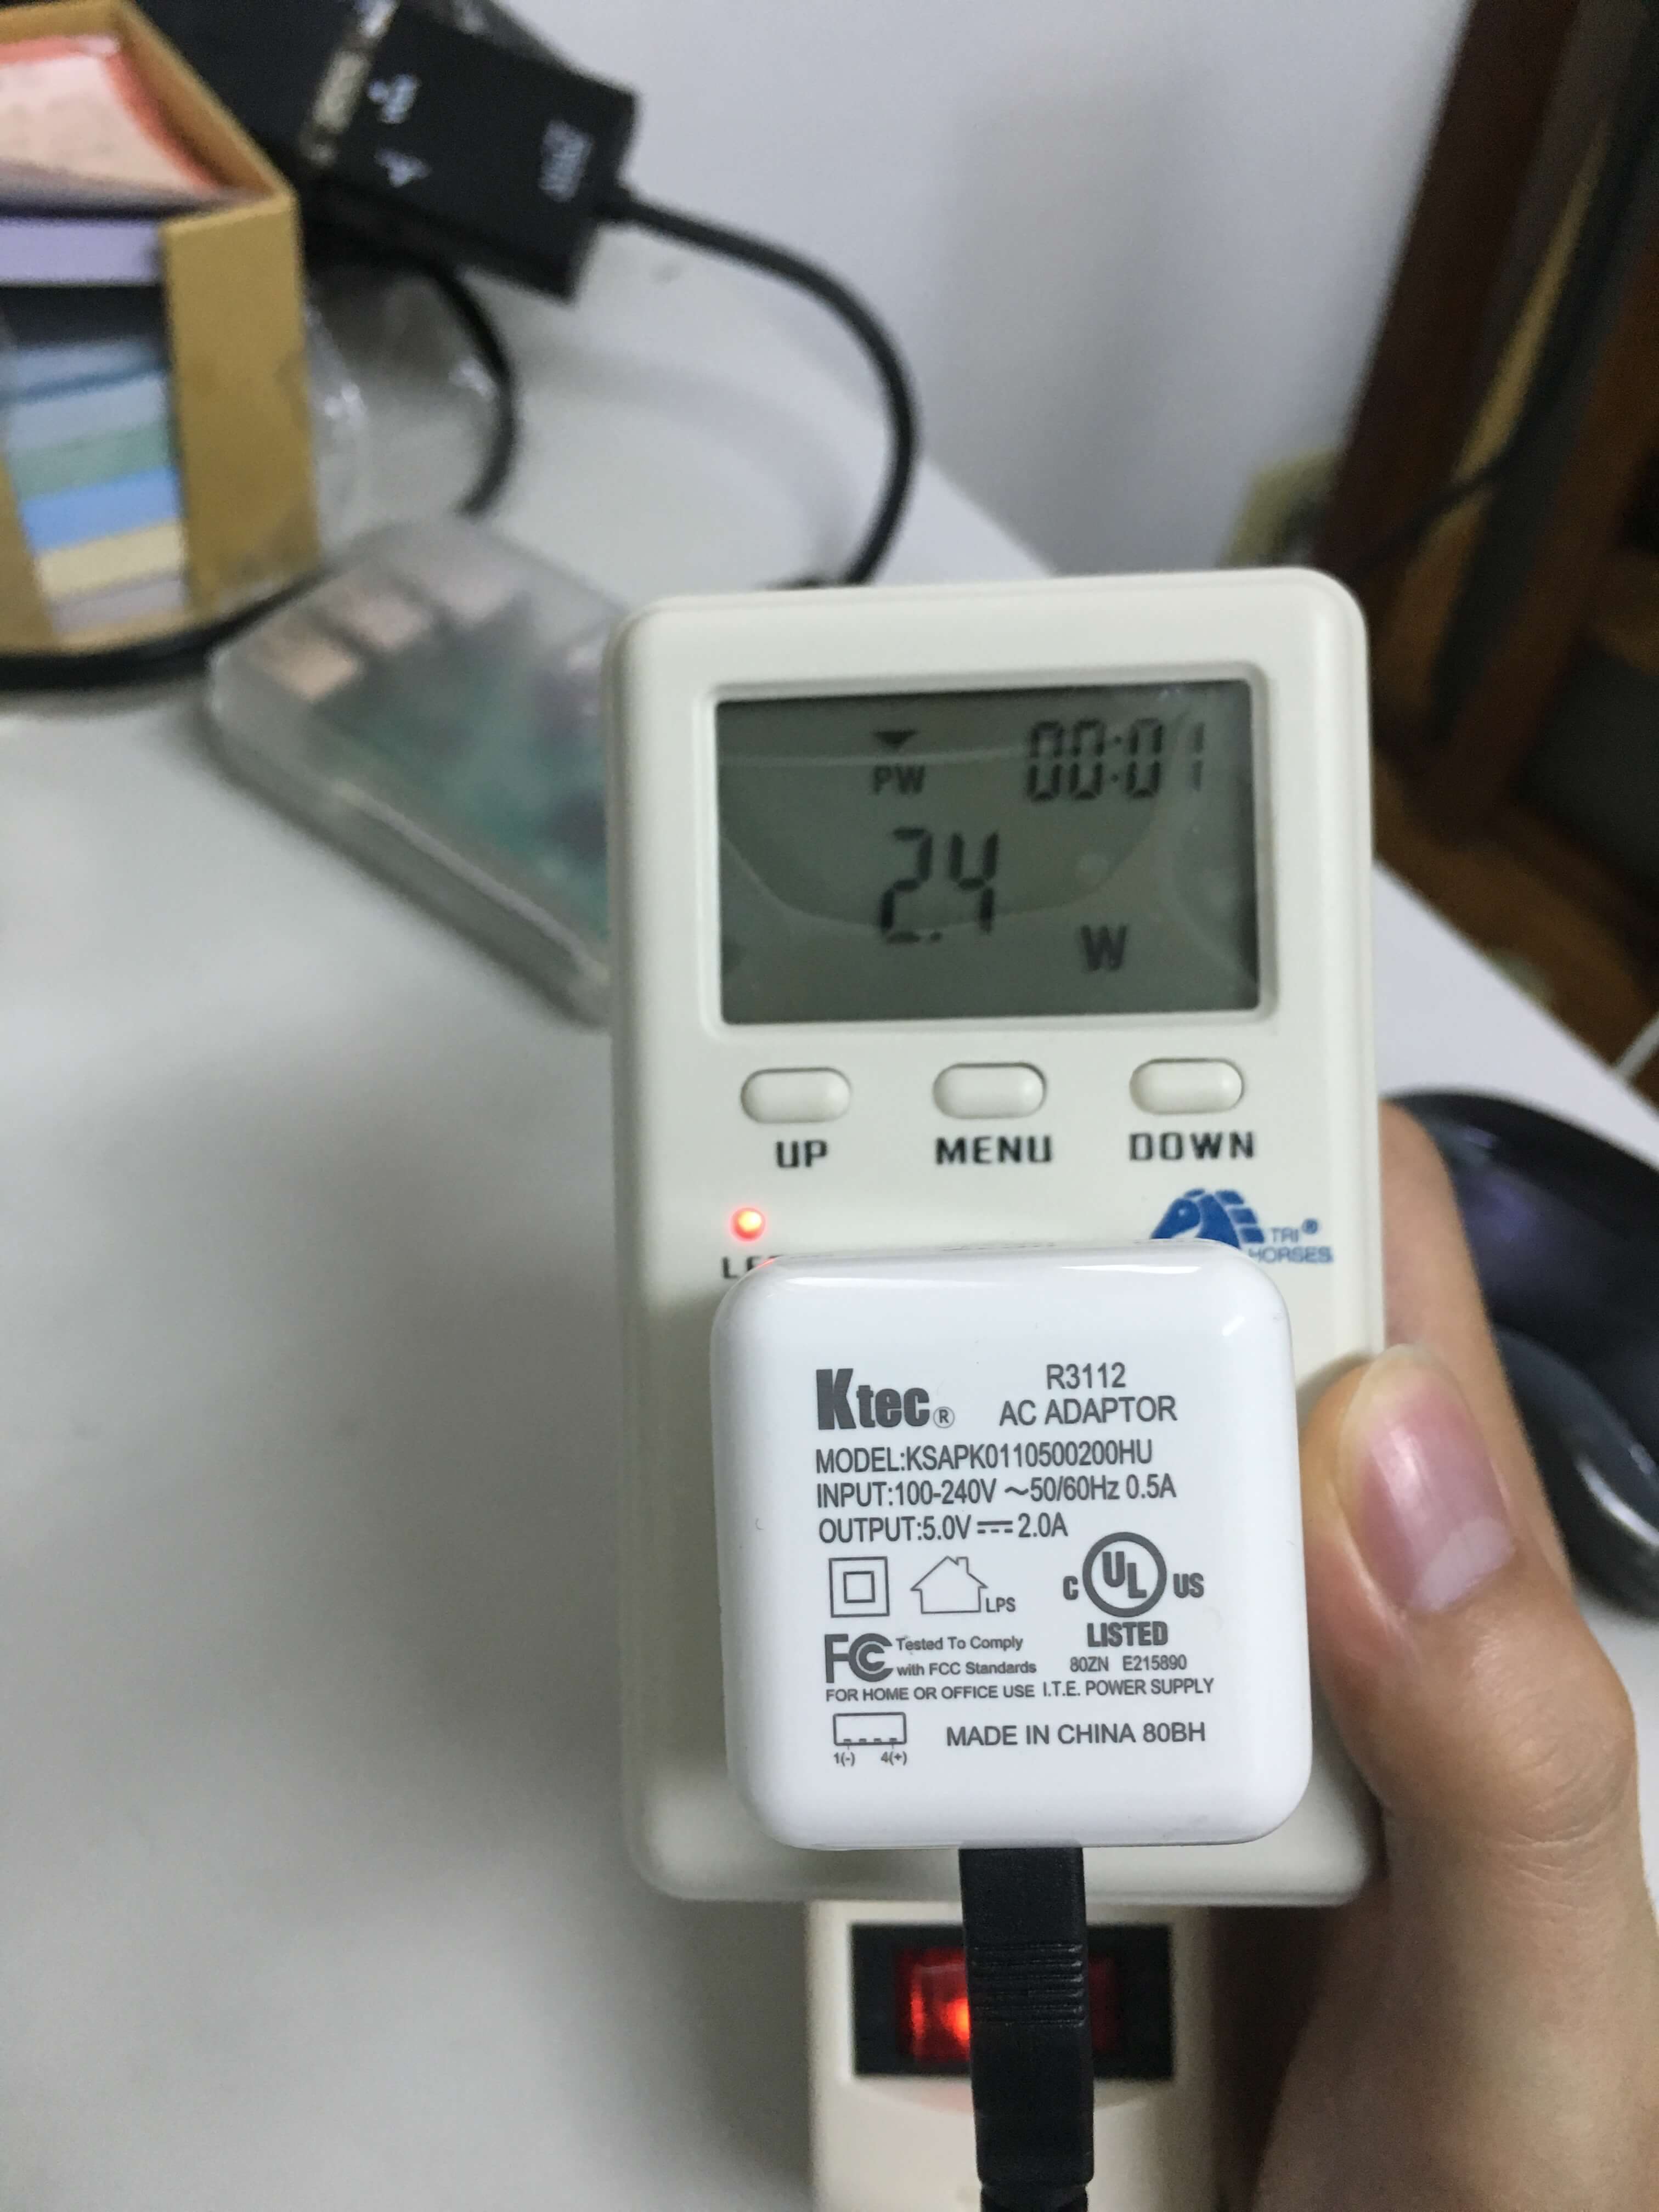 PW 00:01
2.4
W
UP MENU DOWN
TRI®
HORSES
Ktec® R3112
AC ADAPTOR
MODEL:KSAPK0110500200HU
INPUT:100-240V ～50/60Hz 0.5A
OUTPUT:5.0V⎓2.0A
LPS
C UL US
LISTED
FC Tested To Comply
with FCC Standards
80ZN E215890
FOR HOME OR OFFICE USE I.T.E. POWER SUPPLY
1(-) 4(+)
MADE IN CHINA 80BH